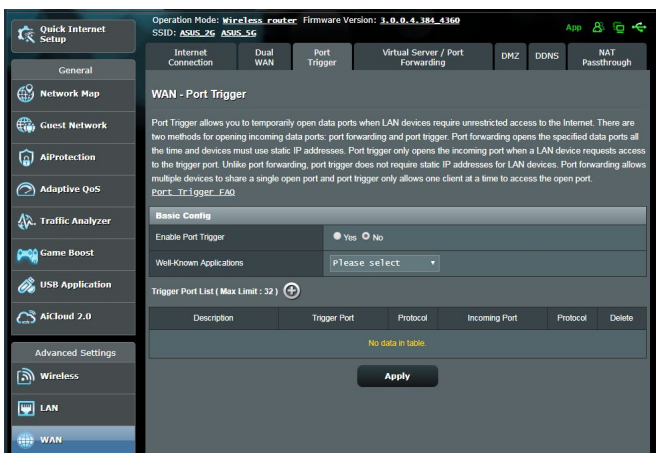 Quick Internet
Setup
Operation Mode: Wireless router Firmware Version: 3.0.0.4.384_4360
SSID: ASUS_2G ASUS_5G
App
Internet
Connection
Dual
WAN
Port
Trigger
Virtual Server / Port
Forwarding
DMZ
DDNS
NAT
Passthrough
General
Network Map
Guest Network
AiProtection
Adaptive QoS
Traffic Analyzer
Game Boost
USB Application
AiCloud 2.0
Advanced Settings
Wireless
LAN
WAN
WAN - Port Trigger
Port Trigger allows you to temporarily open data ports when LAN devices require unrestricted access to the Internet. There are
two methods for opening incoming data ports: port forwarding and port trigger. Port forwarding opens the specified data ports all
the time and devices must use static IP addresses. Port trigger only opens the incoming port when a LAN device requests access
to the trigger port. Unlike port forwarding, port trigger does not require static IP addresses for LAN devices. Port forwarding allows
multiple devices to share a single open port and port trigger only allows one client at a time to access the open port.
Port Trigger FAQ
Basic Config
Enable Port Trigger Yes No
Well-Known Applications Please select
Trigger Port List ( Max Limit : 32 )
Description Trigger Port Protocol Incoming Port Protocol Delete
No data in table.
Apply